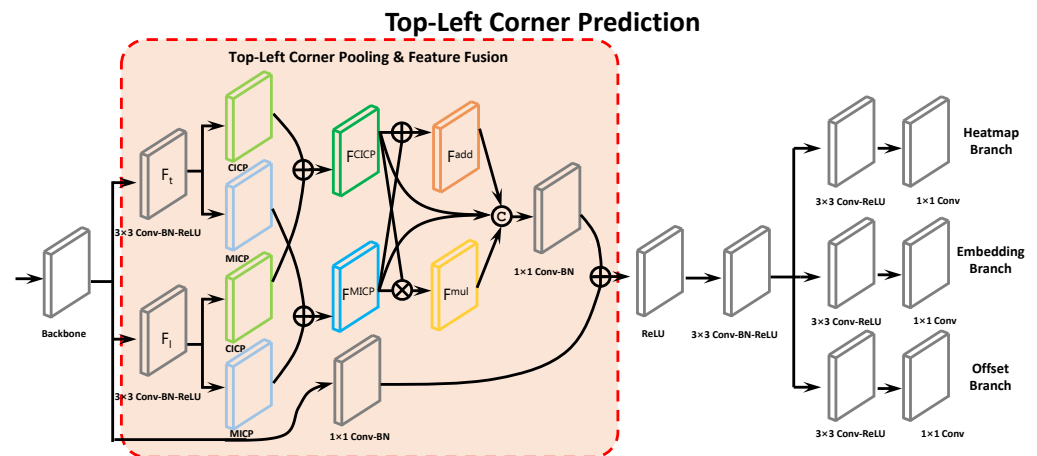 Top-Left Corner Prediction
Top-Left Corner Pooling & Feature Fusion
Backbone
Ft
3×3 Conv-BN-ReLU
Fl
3×3 Conv-BN-ReLU
CICP
MICP
CICP
MICP
FCICP
FMICP
Fadd
Fmul
C
1×1 Conv-BN
1×1 Conv-BN
ReLU
3×3 Conv-BN-ReLU
3×3 Conv-ReLU
1×1 Conv
Heatmap
Branch
3×3 Conv-ReLU
1×1 Conv
Embedding
Branch
3×3 Conv-ReLU
1×1 Conv
Offset
Branch